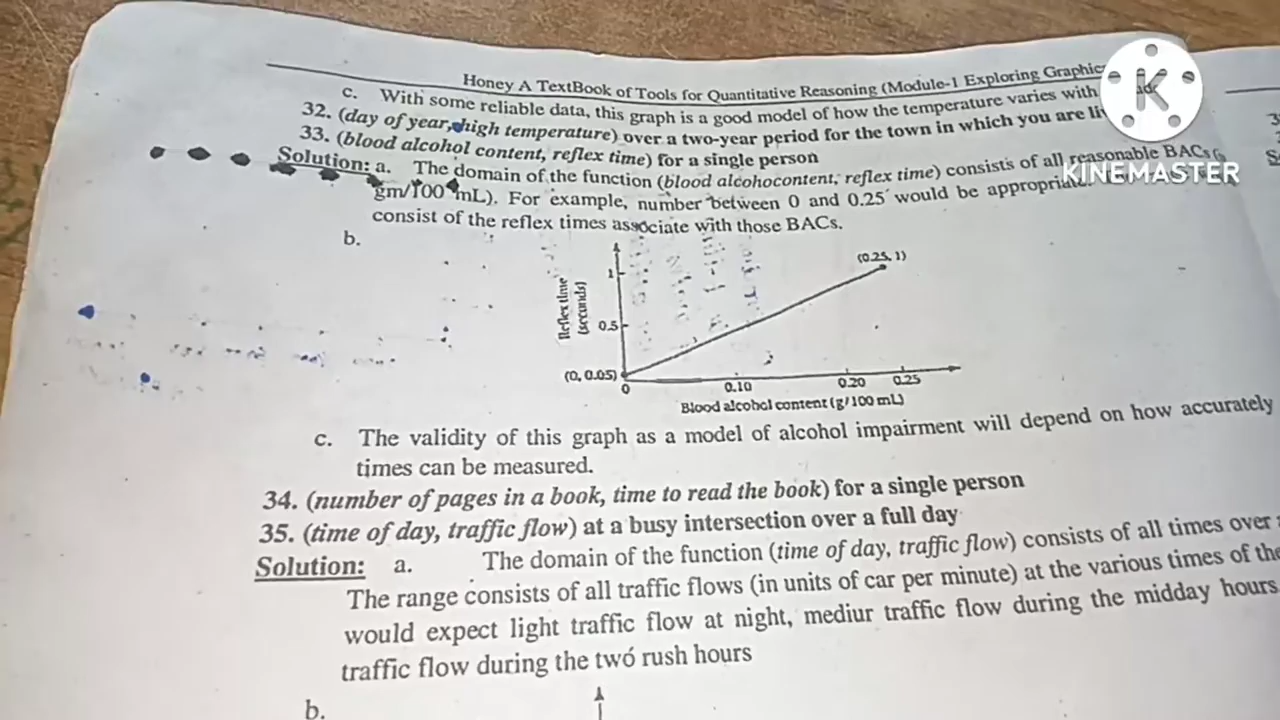 Honey A TextBook of Tools for Quantitative Reasoning (Module-1 Exploring Graphic
c. With some reliable data, this graph is a good model of how the temperature varies with
32. (day of year, high temperature) over a two-year period for the town in which you are li
33. (blood alcohol content, reflex time) for a single person
Solution: a. The domain of the function (blood alcohocontent, reflex time) consists of all reasonable BACs
gm/100 mL). For example, number between 0 and 0.25 would be appropriate.
consist of the reflex times associate with those BACs.
KINEMASTER
b.
Reflex time
(seconds)
1
0.5
(0, 0.05)
(0.25, 1)
0
0.10
0.20
0.25
Blood alcohol content (g/100 mL)
c. The validity of this graph as a model of alcohol impairment will depend on how accurately
times can be measured.
34. (number of pages in a book, time to read the book) for a single person
35. (time of day, traffic flow) at a busy intersection over a full day
Solution: a. The domain of the function (time of day, traffic flow) consists of all times over
The range consists of all traffic flows (in units of car per minute) at the various times of the
would expect light traffic flow at night, mediur traffic flow during the midday hours
traffic flow during the two rush hours
b.